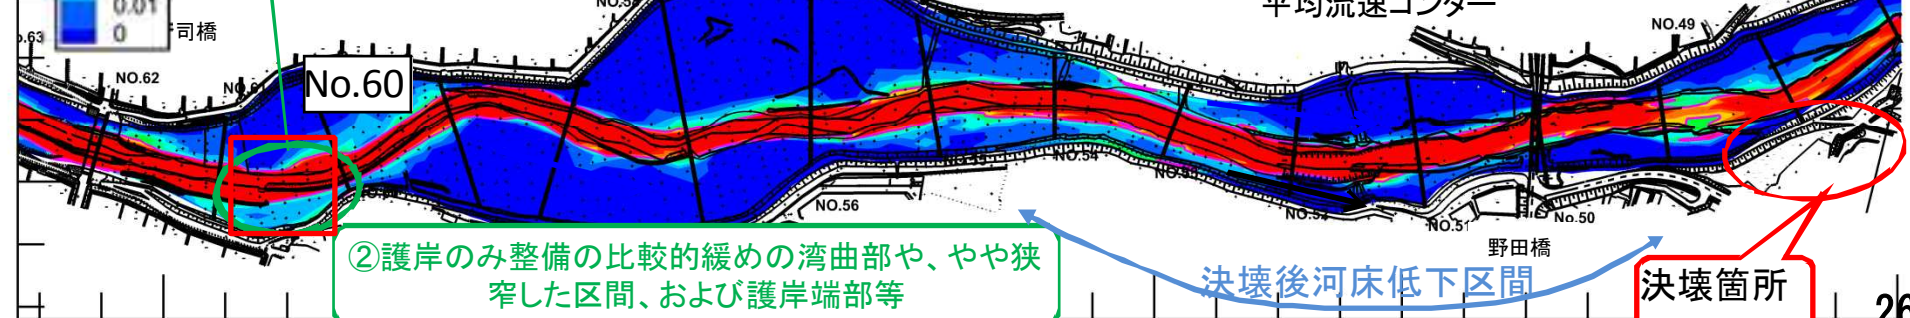 0.01
0
司橋
平均流速コンター
NO.49
NO.62
No.60
NO.54
NO.56
NO.51
No.50
野田橋
②護岸のみ整備の比較的緩めの湾曲部や、やや狭
窄した区間、および護岸端部等
決壊後河床低下区間
決壊箇所
26